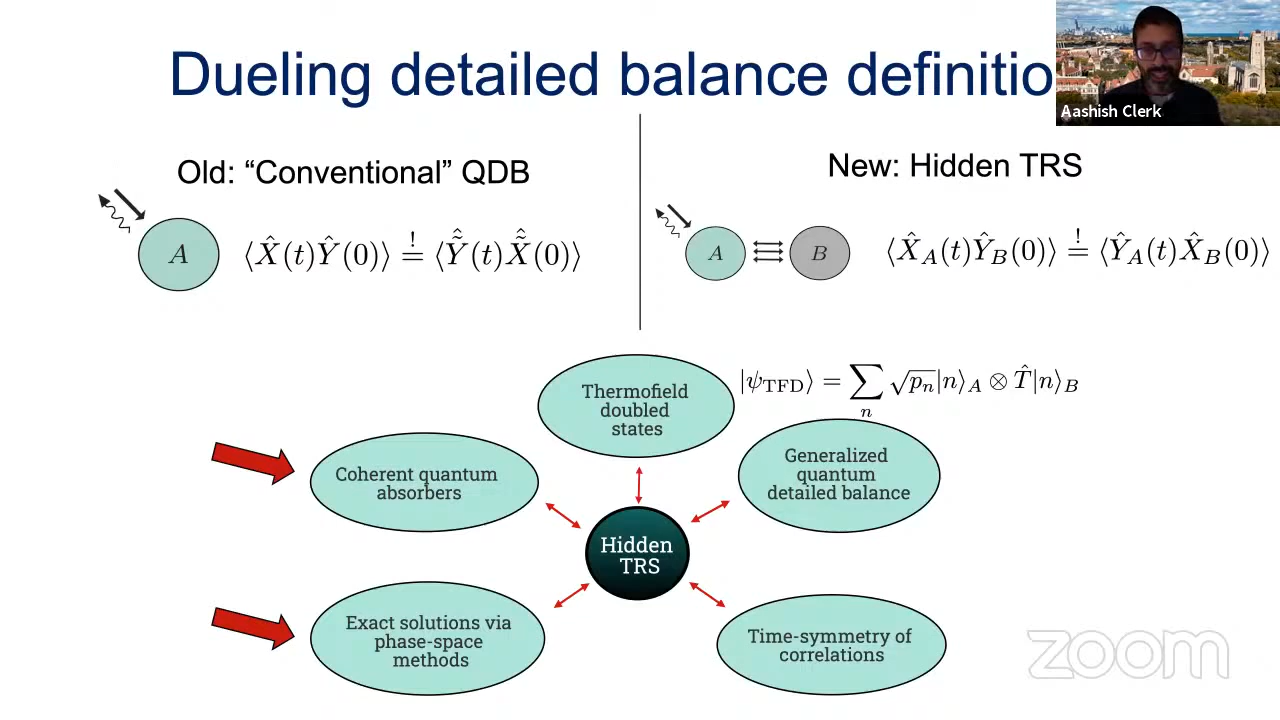 Dueling detailed balance definitio
Aashish Clerk
Old: “Conventional” QDB
New: Hidden TRS
A
⟨X̂(t)Ŷ(0)⟩ =! ⟨Ỹ̂(t)X̃̂(0)⟩
A
B
⟨X̂_A(t)Ŷ_B(0)⟩ =! ⟨Ŷ_A(t)X̂_B(0)⟩
Thermofield
doubled
states
|ψ_TFD⟩ = ∑_n √p_n |n⟩_A ⊗ T̂|n⟩_B
Coherent quantum
absorbers
Generalized
quantum
detailed balance
Hidden
TRS
Exact solutions via
phase-space
methods
Time-symmetry of
correlations
zoom